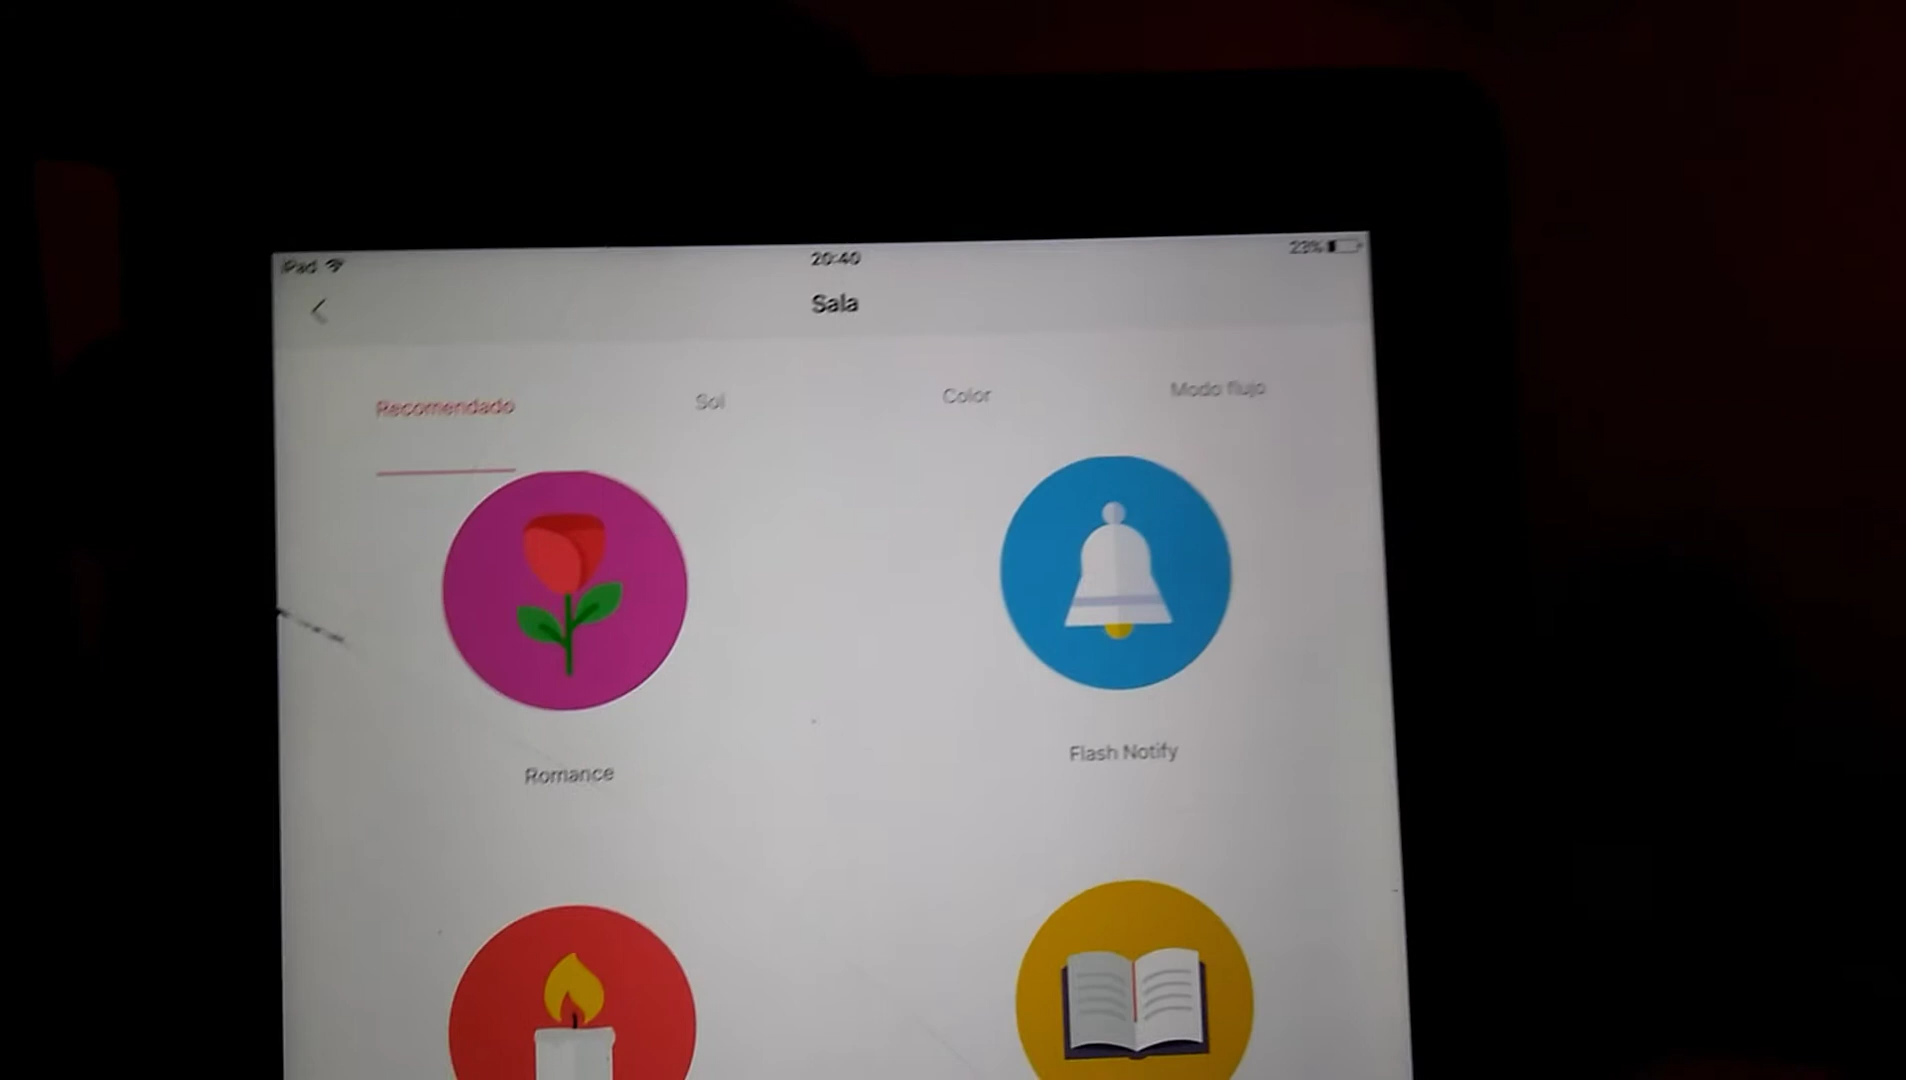 iPad 20:40 23%
Sala
Recomendado Sol Color Modo flujo
Romance Flash Notify